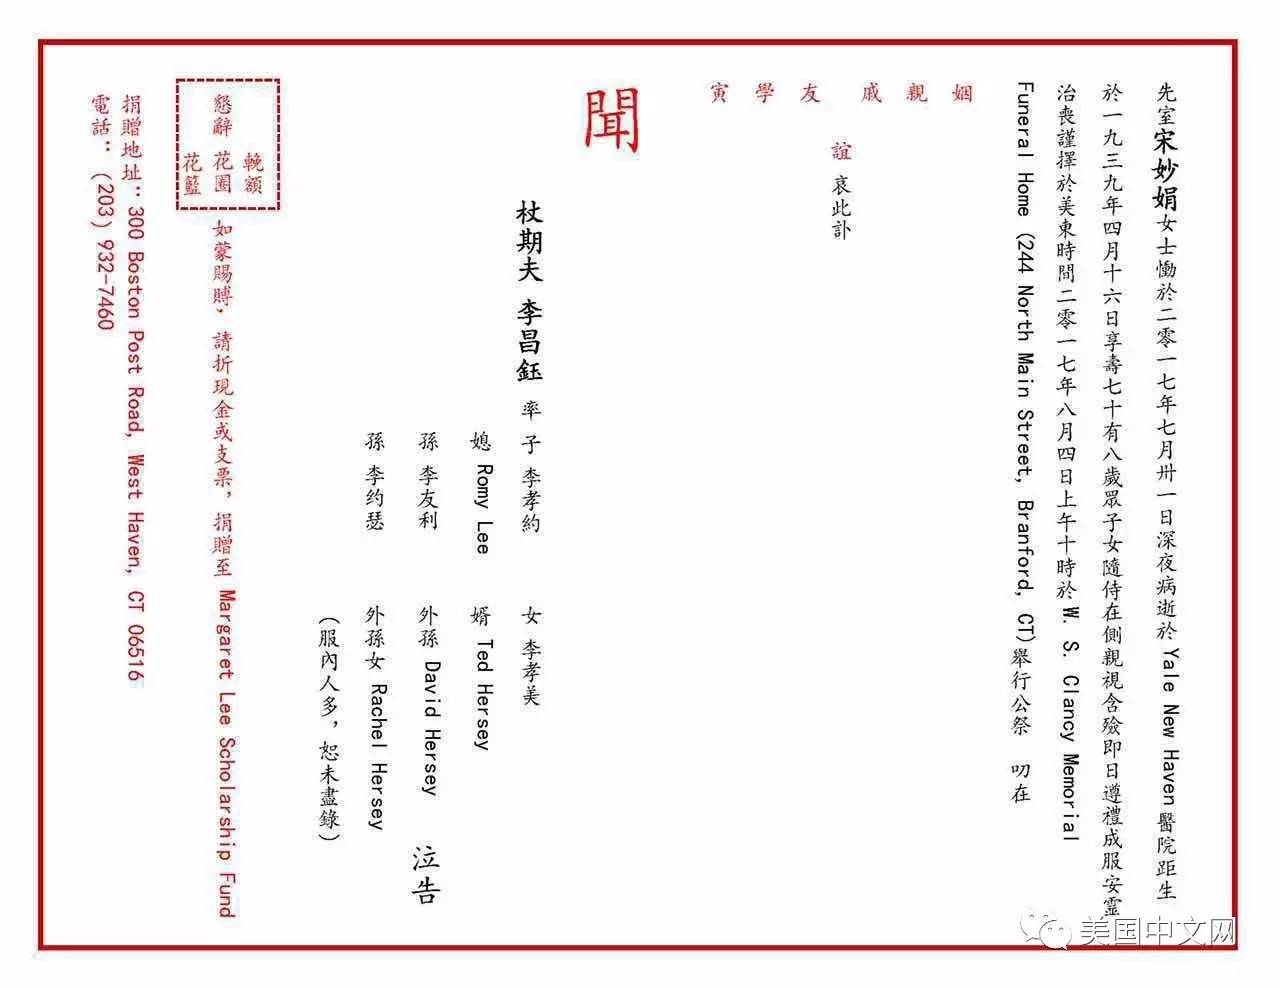 先室宋妙娟女士慟於二零一七年七月卅一日深夜病逝於Yale New Haven醫院距生
於一九三九年四月十六日享壽七十有八歲眾子女隨侍在側親視含殮即日遵禮成服安靈
治喪謹擇於美東時間二零一七年八月四日上午十時於W. S. Clancy Memorial
Funeral Home (244 North Main Street, Branford, CT)舉行公祭 叨在
姻親戚友學寅
誼 哀此訃
聞
杖期夫 李昌鈺 率 子 李孝約 女 李孝美
媳 Romy Lee 婿 Ted Hersey
孫 李友利 外孫 David Hersey 泣告
孫 李约瑟 外孫女 Rachel Hersey
(服內人多，恕未盡錄)
輓額
懇辭 花圈
花籃
如蒙賜賻，請折現金或支票，捐贈至 Margaret Lee Scholarship Fund
捐贈地址：300 Boston Post Road, West Haven, CT 06516
電話：(203) 932-7460
美国中文网